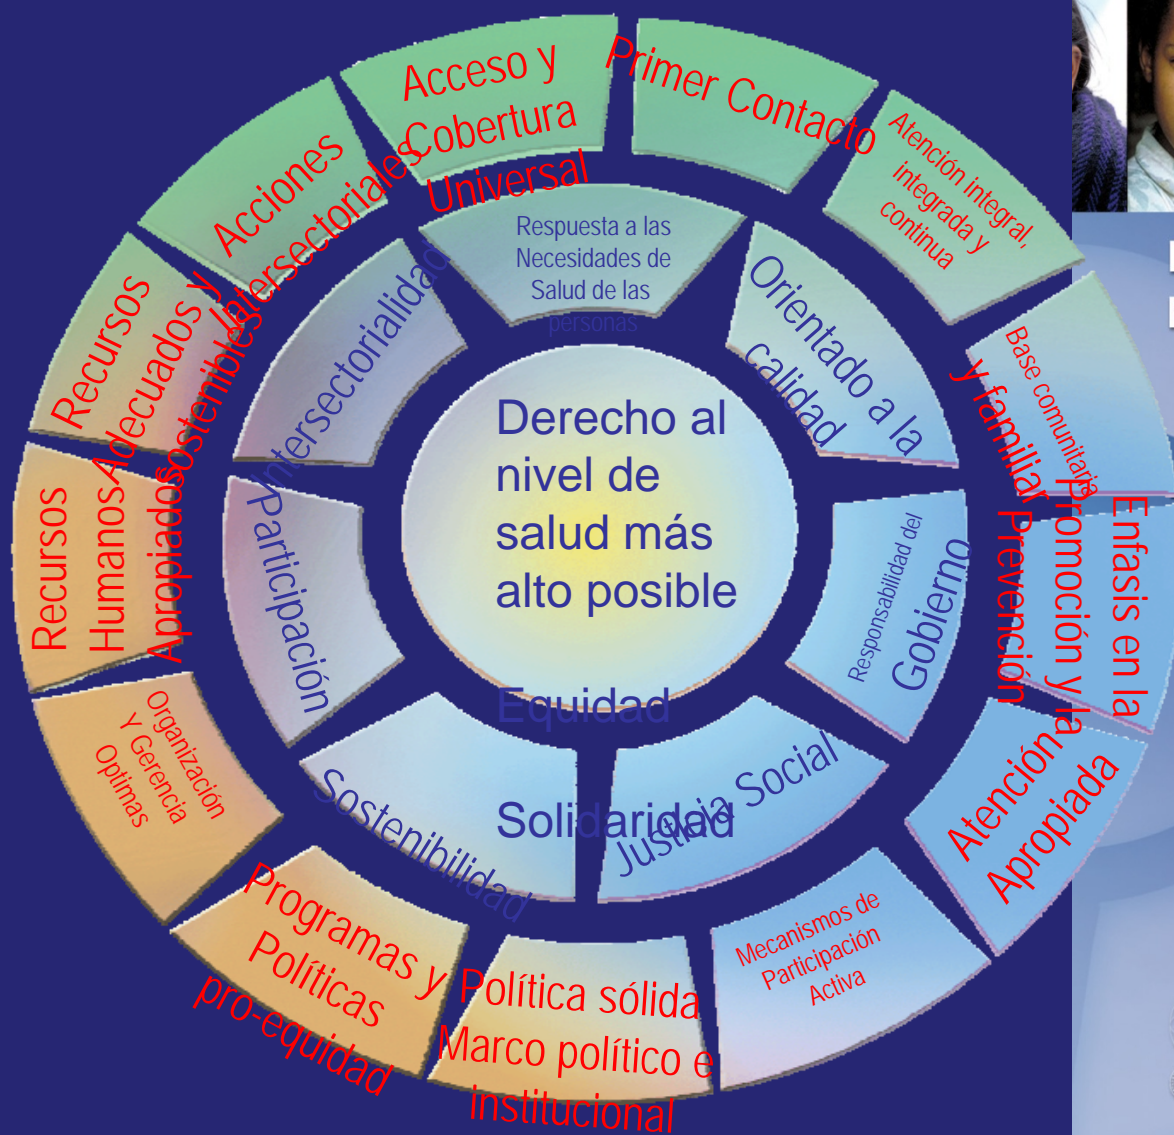 Acceso y
Cobertura
Universal
Primer Contacto
Atención integral,
integrada y
continua
Base comunitaria
y familiar
Enfasis en la
Promoción y la
Prevención
Atención
Apropiada
Mecanismos de
Participación
Activa
Política sólida
Marco político e
institucional
Programas y
Políticas
pro-equidad
Organización
Y Gerencia
Optimas
Recursos
Humanos
Apropiados
Recursos
Adecuados y
Sostenibles
Acciones
Intersectoriales
Respuesta a las
Necesidades de
Salud de las
personas
Orientado a la
calidad
Responsabilidad del
Gobierno
Justicia Social
Sostenibilidad
Participación
Intersectorialidad
Derecho al
nivel de
salud más
alto posible
Equidad
Solidaridad